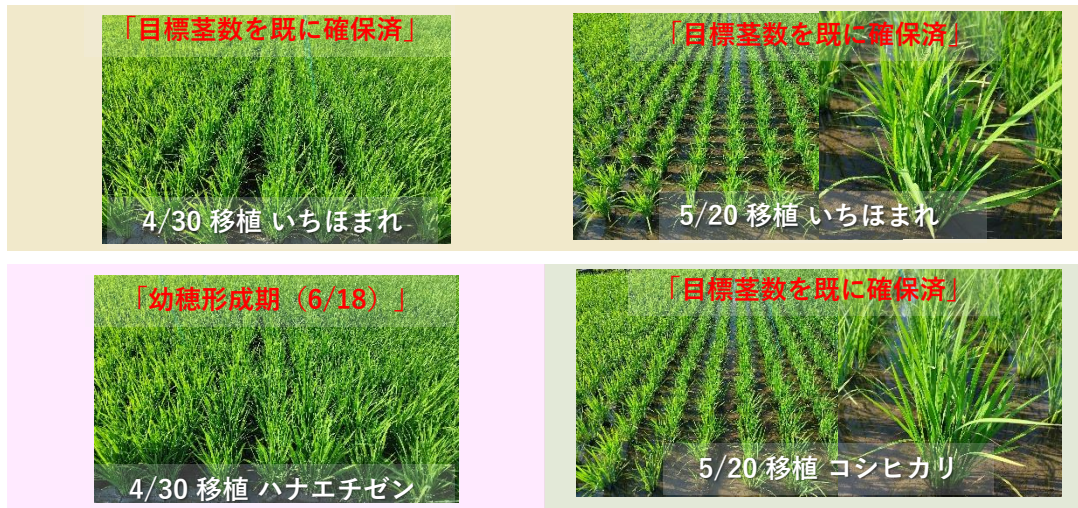 「目標茎数を既に確保済」
4/30 移植 いちほまれ
「目標茎数を既に確保済」
5/20 移植 いちほまれ
「幼穂形成期（6/18）」
4/30 移植 ハナエチゼン
「目標茎数を既に確保済」
5/20 移植 コシヒカリ